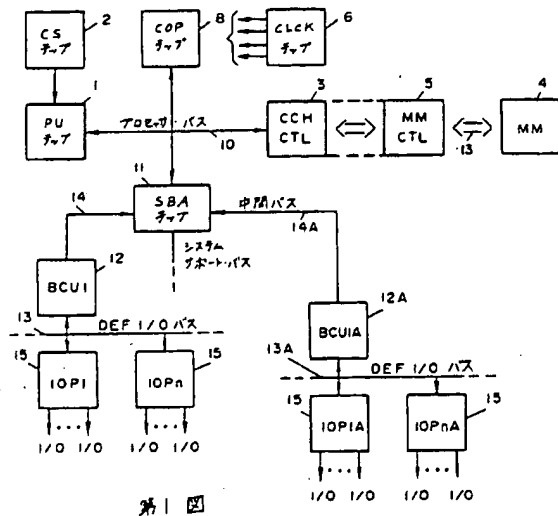 CS
チップ
2
COP
チップ
8
CLCK
チップ
6
PU
チップ
1
プロセッサ・バス
10
CCH
CTL
3
MM
CTL
5
13
MM
4
11
SBA
チップ
中間バス
14A
14
システム
サポート・バス
BCU1
12
BCU1A
12A
13
DEF I/O バス
13A
DEF I/O バス
IOP1
15
IOPn
15
IOP1A
15
IOPnA
15
I/O ... I/O
I/O ... I/O
I/O ... I/O
I/O ... I/O
第1図